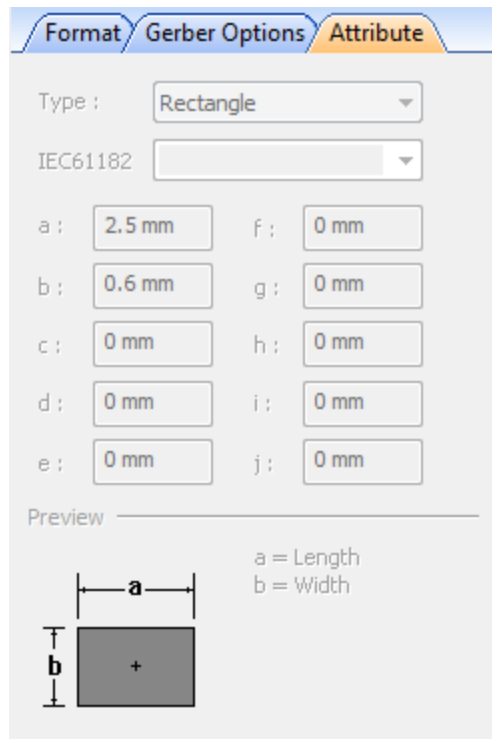 Format Gerber Options Attribute
Type : Rectangle
IEC61182
a : 2.5 mm f : 0 mm
b : 0.6 mm g : 0 mm
c : 0 mm h : 0 mm
d : 0 mm i : 0 mm
e : 0 mm j : 0 mm
Preview
a = Length
b = Width
a
b